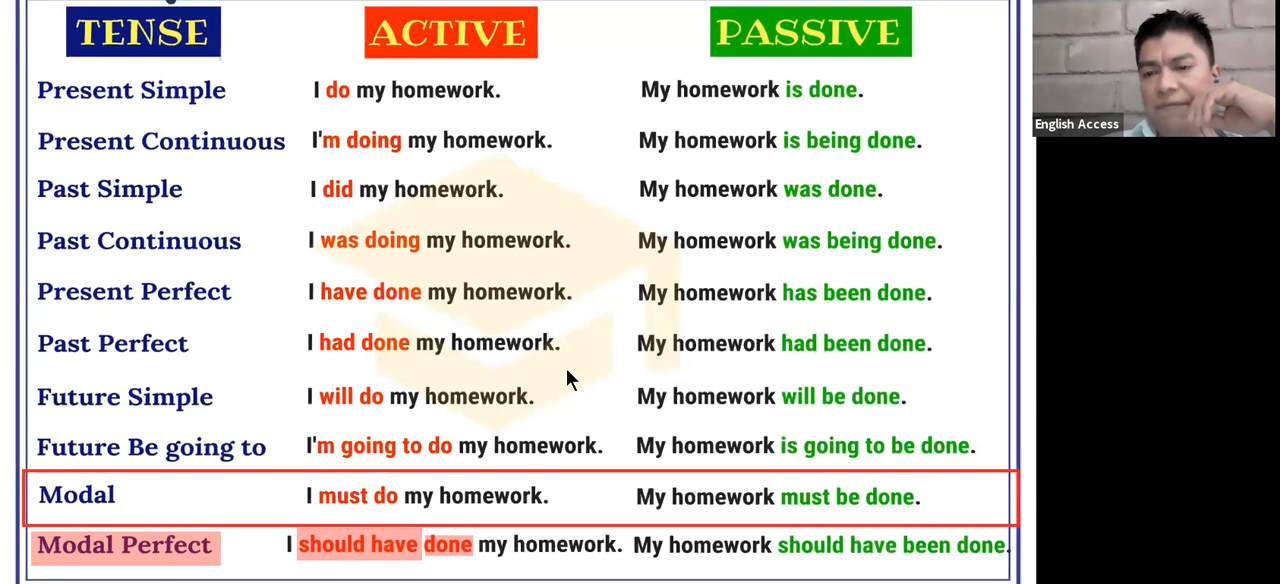 TENSE ACTIVE PASSIVE
English Access
Present Simple I do my homework. My homework is done.
Present Continuous I'm doing my homework. My homework is being done.
Past Simple I did my homework. My homework was done.
Past Continuous I was doing my homework. My homework was being done.
Present Perfect I have done my homework. My homework has been done.
Past Perfect I had done my homework. My homework had been done.
Future Simple I will do my homework. My homework will be done.
Future Be going to I'm going to do my homework. My homework is going to be done.
Modal I must do my homework. My homework must be done.
Modal Perfect I should have done my homework. My homework should have been done.